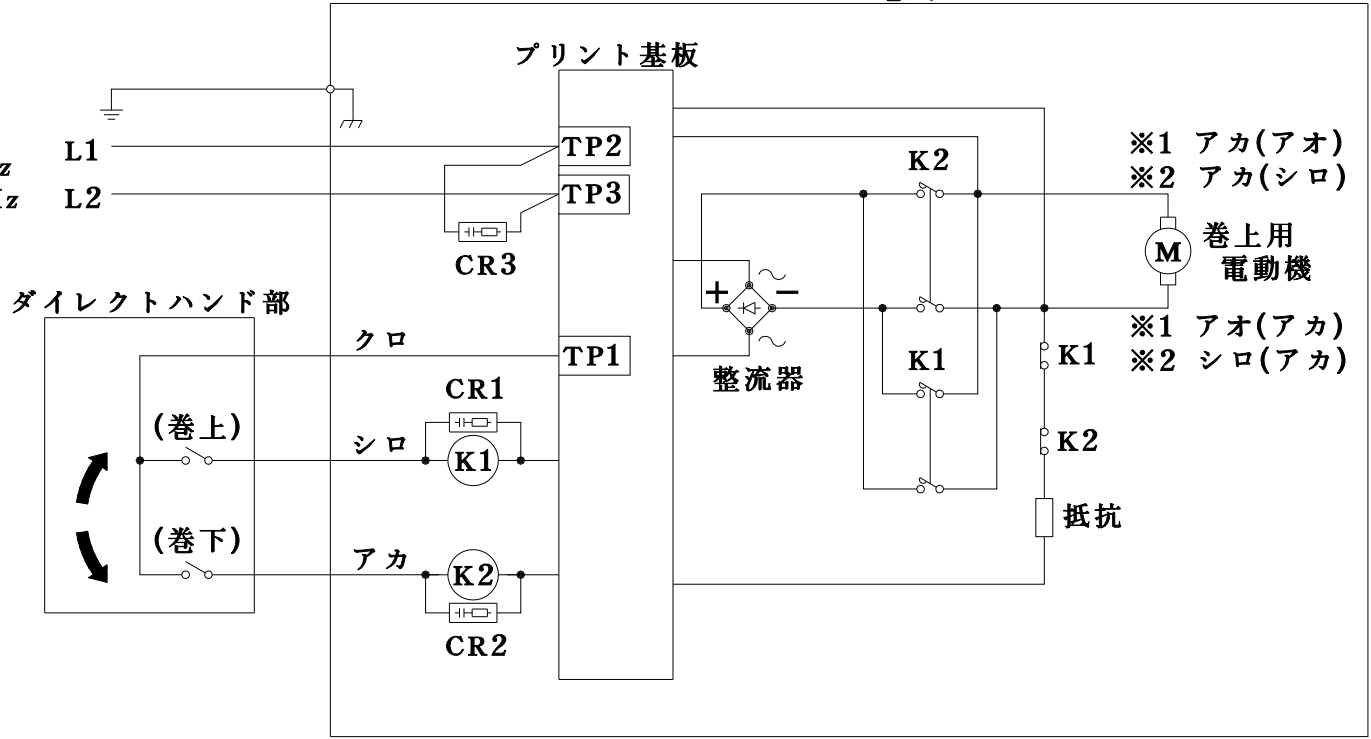 プリント基板
L1
TP2
K2
※1 アカ(アオ)
z
※2 アカ(シロ)
z
L2
TP3
CR3
M
巻上用
電動機
+
-
ダイレクトハンド部
クロ
TP1
整流器
K1
K1
※1 アオ(アカ)
※2 シロ(アカ)
CR1
(巻上)
シロ
K1
K2
抵抗
(巻下)
アカ
K2
CR2